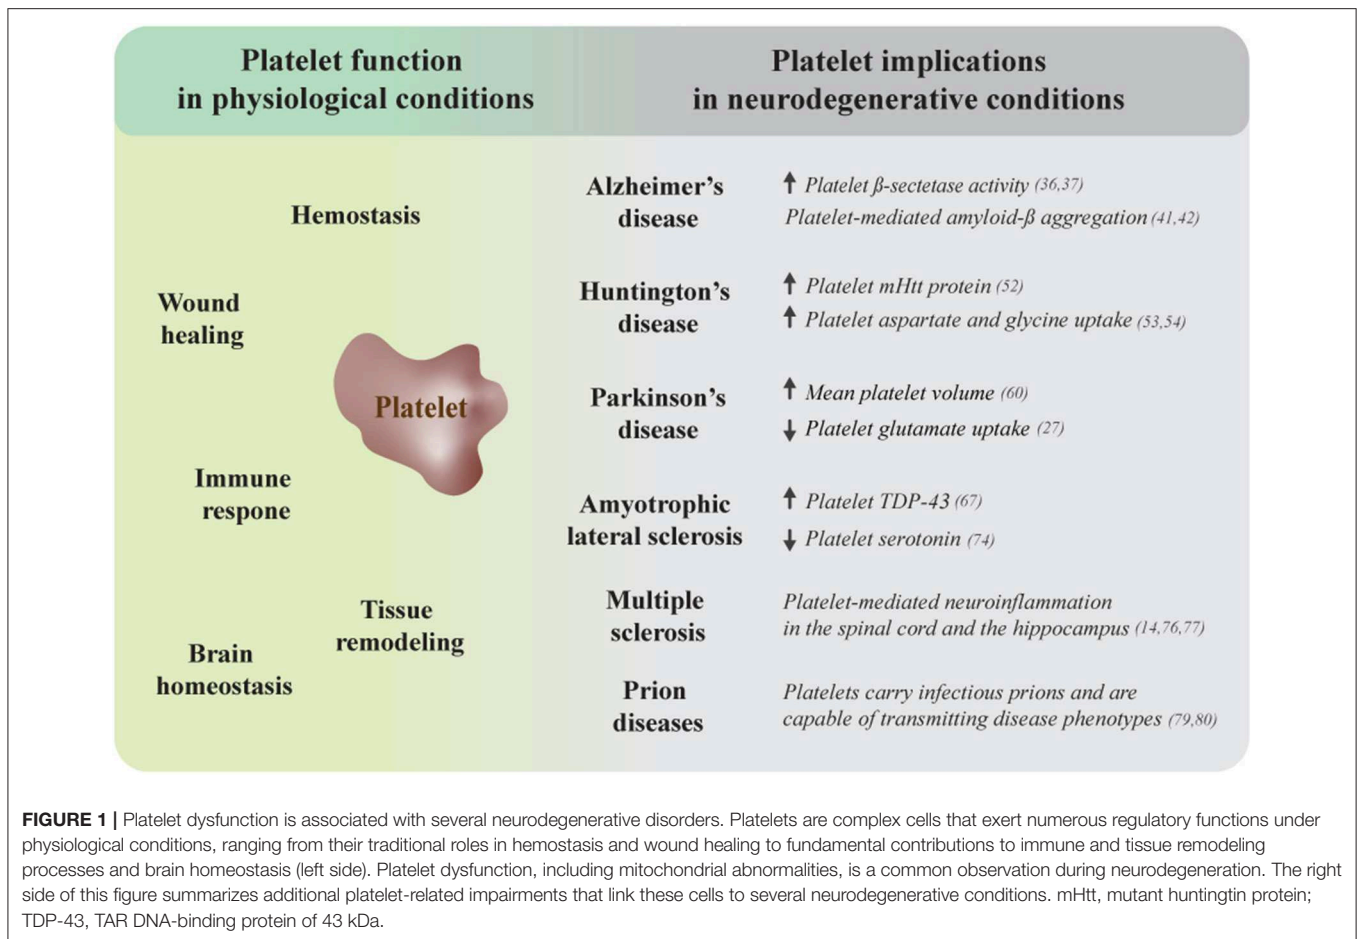 Platelet function
in physiological conditions
Platelet implications
in neurodegenerative conditions
Hemostasis
Wound
healing
Platelet
Immune
respone
Tissue
remodeling
Brain
homeostasis
Alzheimer's
disease
↑ Platelet ß-sectetase activity (36,37)
Platelet-mediated amyloid-ß aggregation (41,42)
Huntington's
disease
↑ Platelet mHtt protein (52)
↑ Platelet aspartate and glycine uptake (53,54)
Parkinson's
disease
↑ Mean platelet volume (60)
↓ Platelet glutamate uptake (27)
Amyotrophic
lateral sclerosis
↑ Platelet TDP-43 (67)
↓ Platelet serotonin (74)
Multiple
sclerosis
Platelet-mediated neuroinflammation
in the spinal cord and the hippocampus (14,76,77)
Prion
diseases
Platelets carry infectious prions and are
capable of transmitting disease phenotypes (79,80)
FIGURE 1 | Platelet dysfunction is associated with several neurodegenerative disorders. Platelets are complex cells that exert numerous regulatory functions under
physiological conditions, ranging from their traditional roles in hemostasis and wound healing to fundamental contributions to immune and tissue remodeling
processes and brain homeostasis (left side). Platelet dysfunction, including mitochondrial abnormalities, is a common observation during neurodegeneration. The right
side of this figure summarizes additional platelet-related impairments that link these cells to several neurodegenerative conditions. mHtt, mutant huntingtin protein;
TDP-43, TAR DNA-binding protein of 43 kDa.